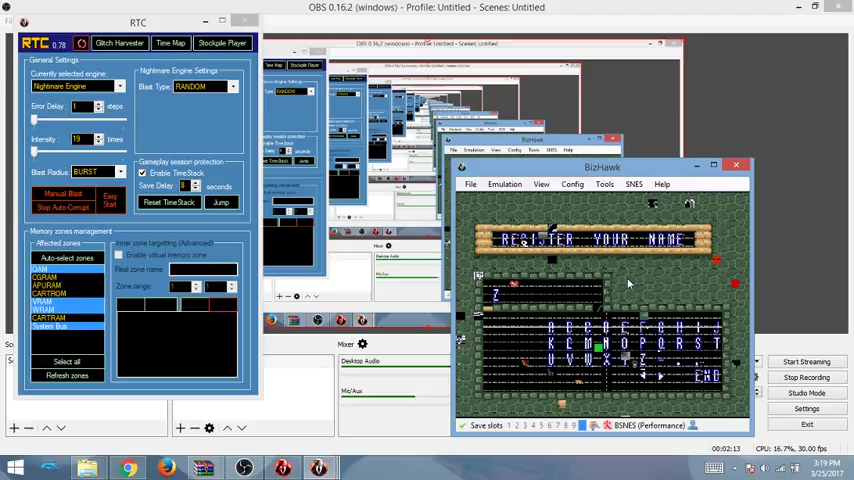 OBS 0.16.2 (windows) - Profile: Untitled - Scenes: Untitled
RTC
RTC 0.78
Glitch Harvester
Time Map
Stockpile Player
General Settings
Currently selected engine:
Nightmare Engine
Error Delay: 1 steps
Intensity: 19 times
Blast Radius: BURST
Manual Blast
Stop Auto-Corrupt
Easy
Start
Nightmare Engine Settings
Blast Type: RANDOM
Gameplay session protection
Enable TimeStack
Save Delay: 8 seconds
Reset TimeStack
Jump
Memory zones management
Affected zones
Auto-select zones
OAM
CGRAM
APURAM
CARTROM
VRAM
WRAM
CARTRAM
System Bus
Select all
Refresh zones
Inner zone targetting (Advanced)
Enable virtual memory zone
Real zone name
Zone range: 1 1
BizHawk
File Emulation View Config Tools SNES Help
REGISTER YOUR NAME
Z
A B C D E F G H I J
K L M N O P Q R S T
U V W X Y Z - .
END
Save slots 1 2 3 4 5 6 7 8 9
BSNES (Performance)
Mixer
Desktop Audio
Mic/Aux
Start Streaming
Stop Recording
Studio Mode
Settings
Exit
00:02:13
CPU: 16.7%, 30.00 fps
3:19 PM
3/25/2017